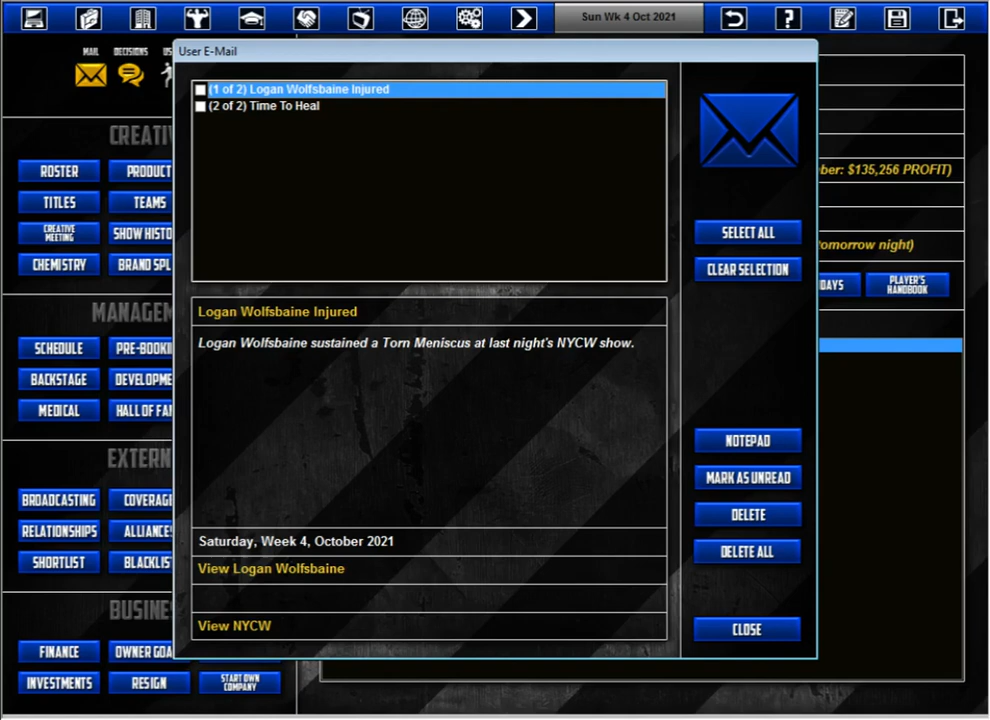 Sun Wk 4 Oct 2021
MAIL
DECISIONS
User E-Mail
(1 of 2) Logan Wolfsbaine Injured
(2 of 2) Time To Heal
ROSTER
PRODUCT
TITLES
TEAMS
CREATIVE MEETING
SHOW HISTO
CHEMISTRY
BRAND SPL
SCHEDULE
PRE-BOOKI
BACKSTAGE
DEVELOPME
MEDICAL
HALL OF FA
EXTERN
BROADCASTING
COVERAG
RELATIONSHIPS
ALLIANCE
SHORTLIST
BLACKLIS
BUSINE
FINANCE
OWNER GOA
INVESTMENTS
RESIGN
START OWN COMPANY
Logan Wolfsbaine Injured
Logan Wolfsbaine sustained a Torn Meniscus at last night's NYCW show.
Saturday, Week 4, October 2021
View Logan Wolfsbaine
View NYCW
SELECT ALL
CLEAR SELECTION
NOTEPAD
MARK AS UNREAD
DELETE
DELETE ALL
CLOSE
ber: $135,256 PROFIT)
omorrow night)
DAYS
PLAYER'S HANDBOOK